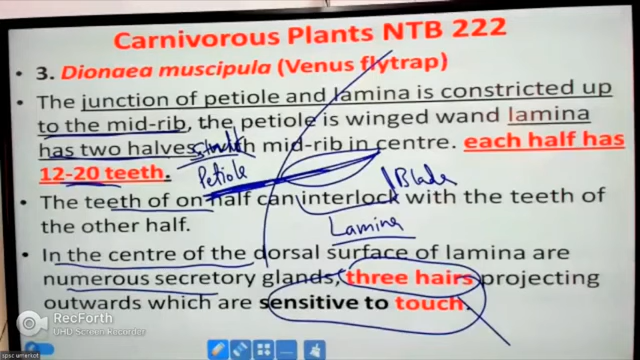 Carnivorous Plants NTB 222
• 3. Dionaea muscipula (Venus flytrap)
• The junction of petiole and lamina is constricted up
to the mid-rib, the petiole is winged wand lamina
has two halves with mid-rib in centre. each half has
12-20 teeth.
Petiole
Blade
• The teeth of on half can interlock with the teeth of
the other half.
Lamina
• In the centre of the dorsal surface of lamina are
numerous secretory glands, three hairs projecting
outwards which are sensitive to touch.
RecForth
UHD Screen Recorder